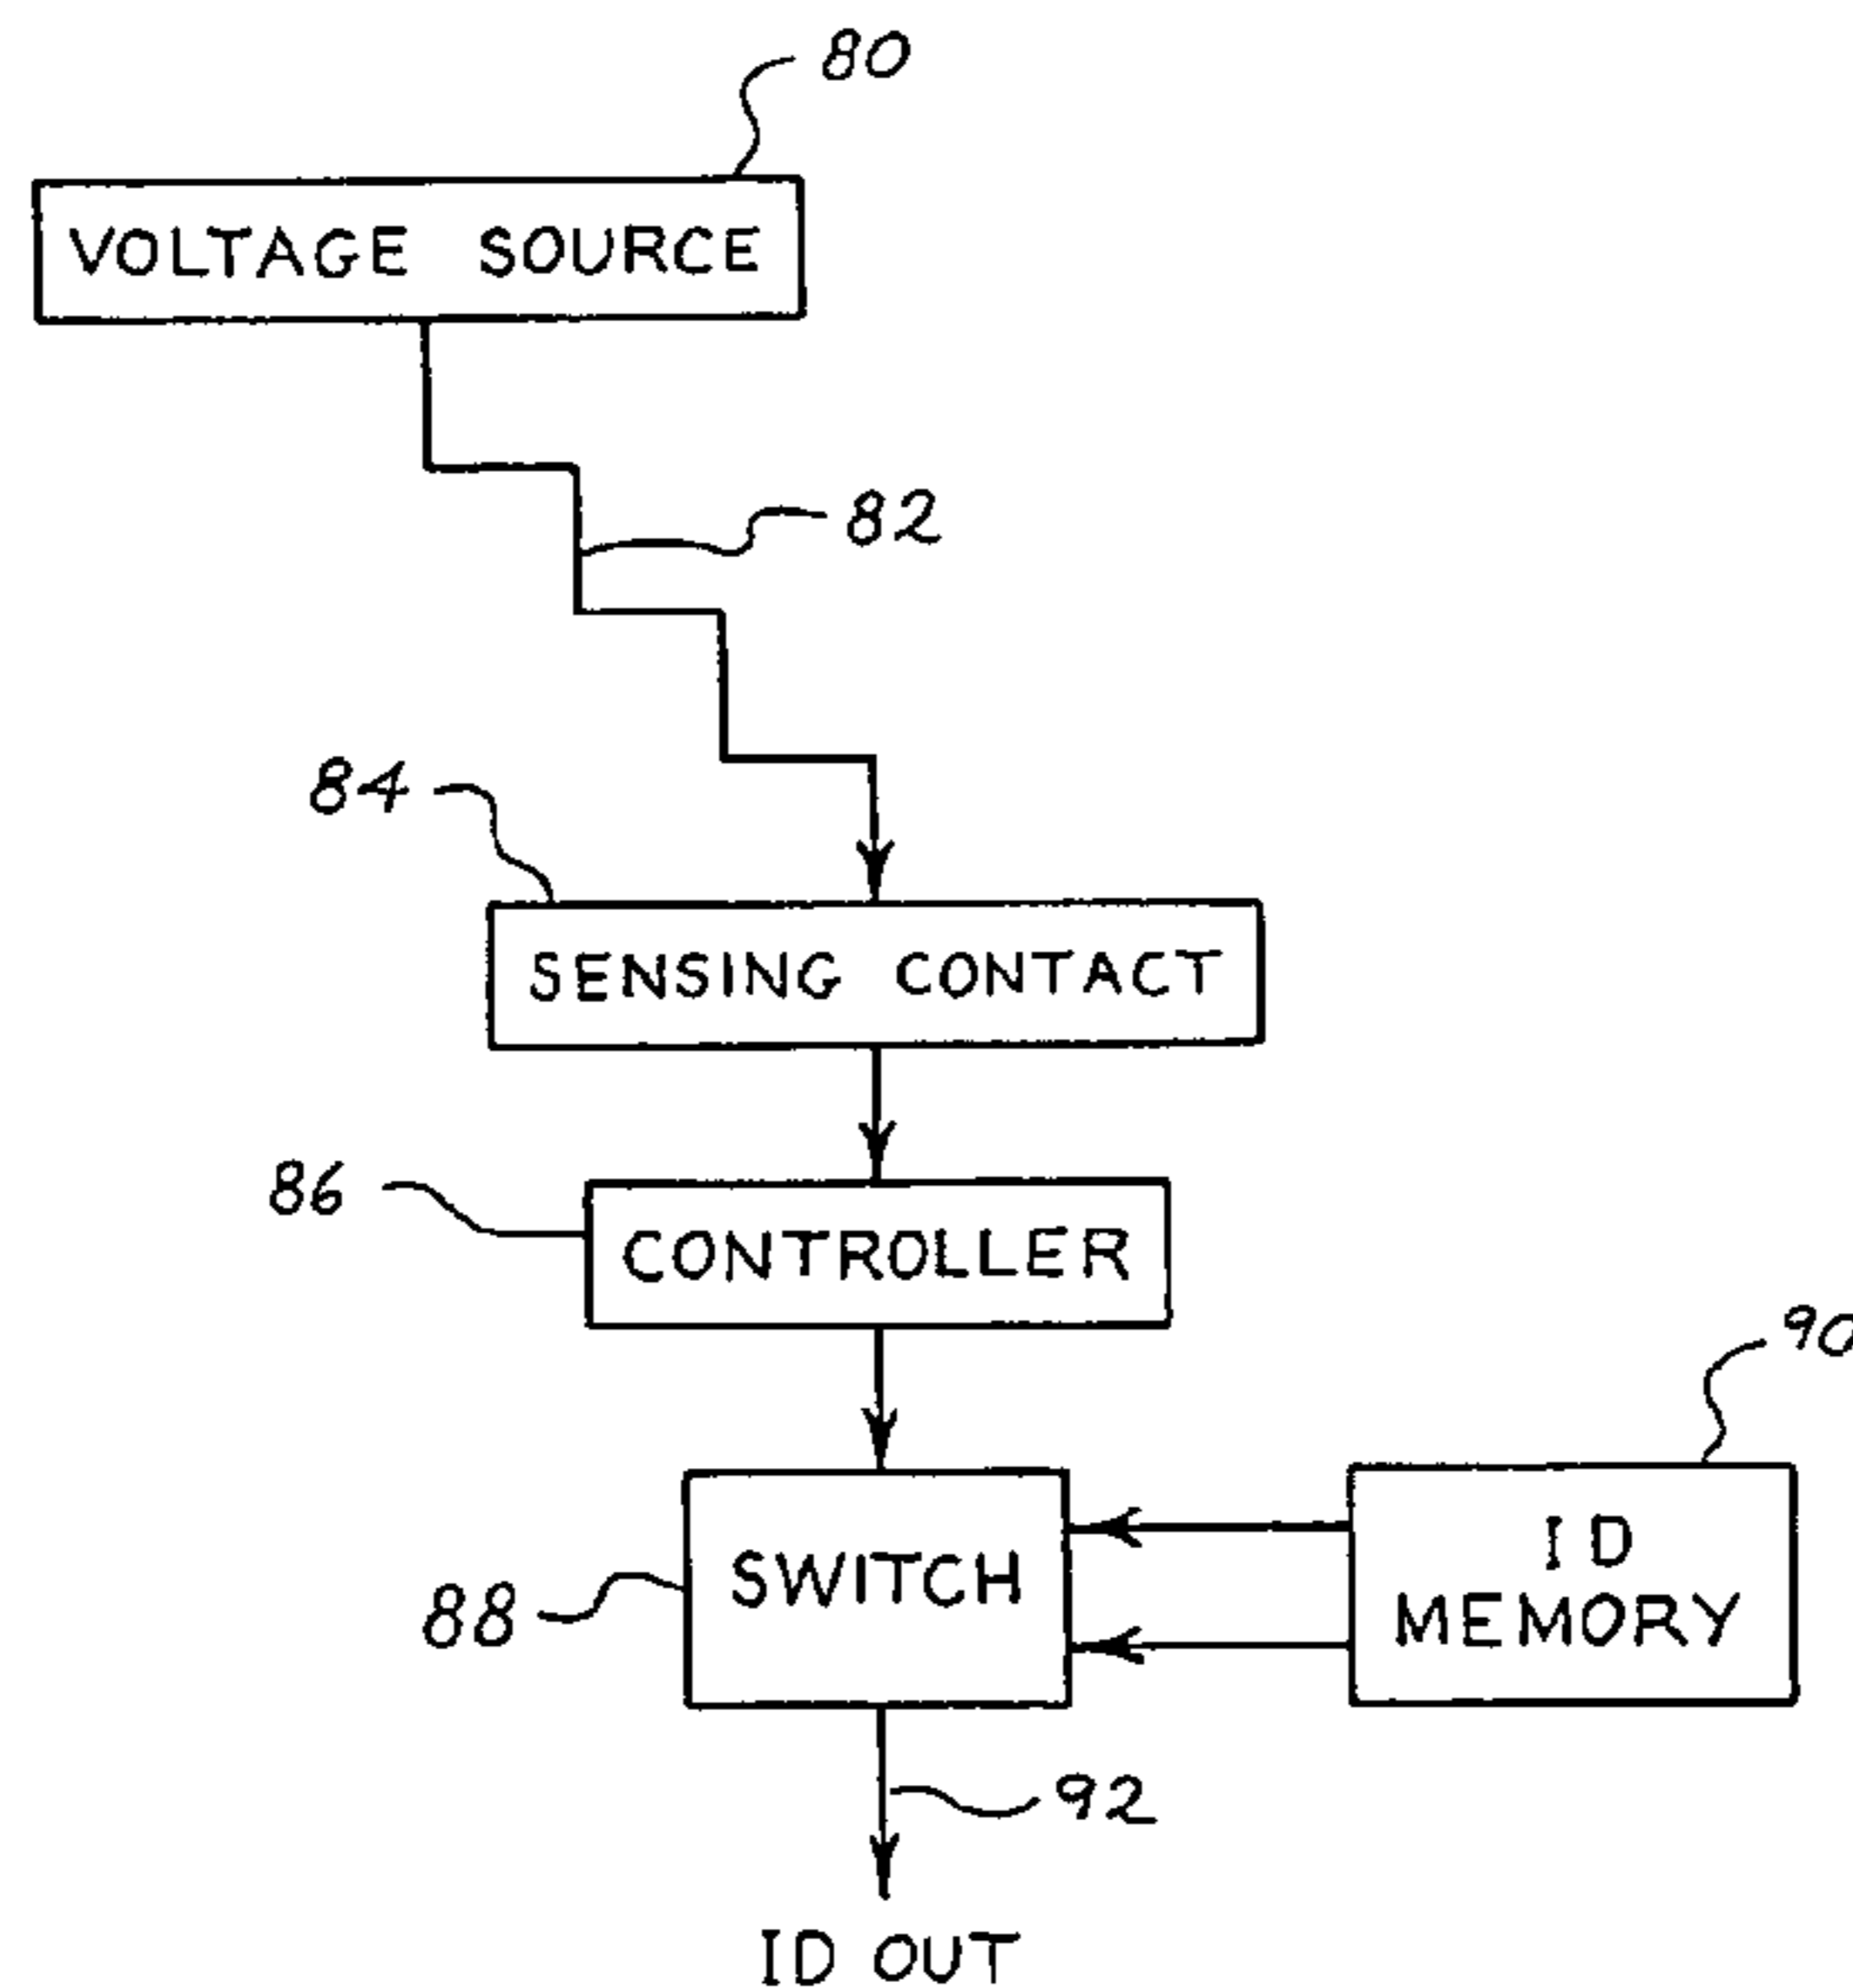 80
VOLTAGE SOURCE
82
84
SENSING CONTACT
86
CONTROLLER
90
SWITCH
ID
MEMORY
88
92
ID OUT